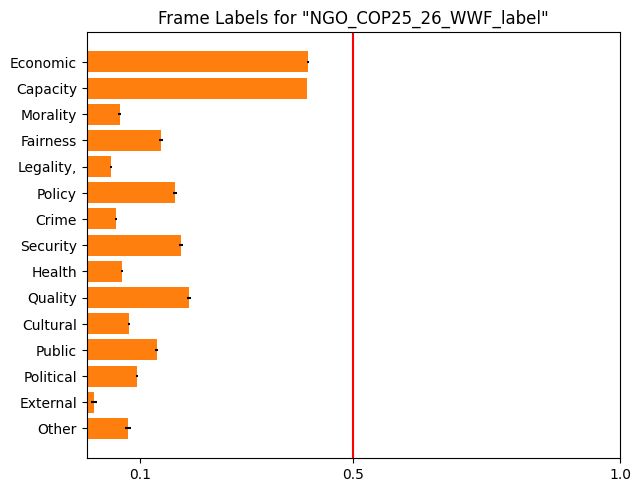 Frame Labels for "NGO_COP25_26_WWF_label"
Economic
Capacity
Morality
Fairness
Legality,
Policy
Crime
Security
Health
Quality
Cultural
Public
Political
External
Other
0.1 0.5 1.0